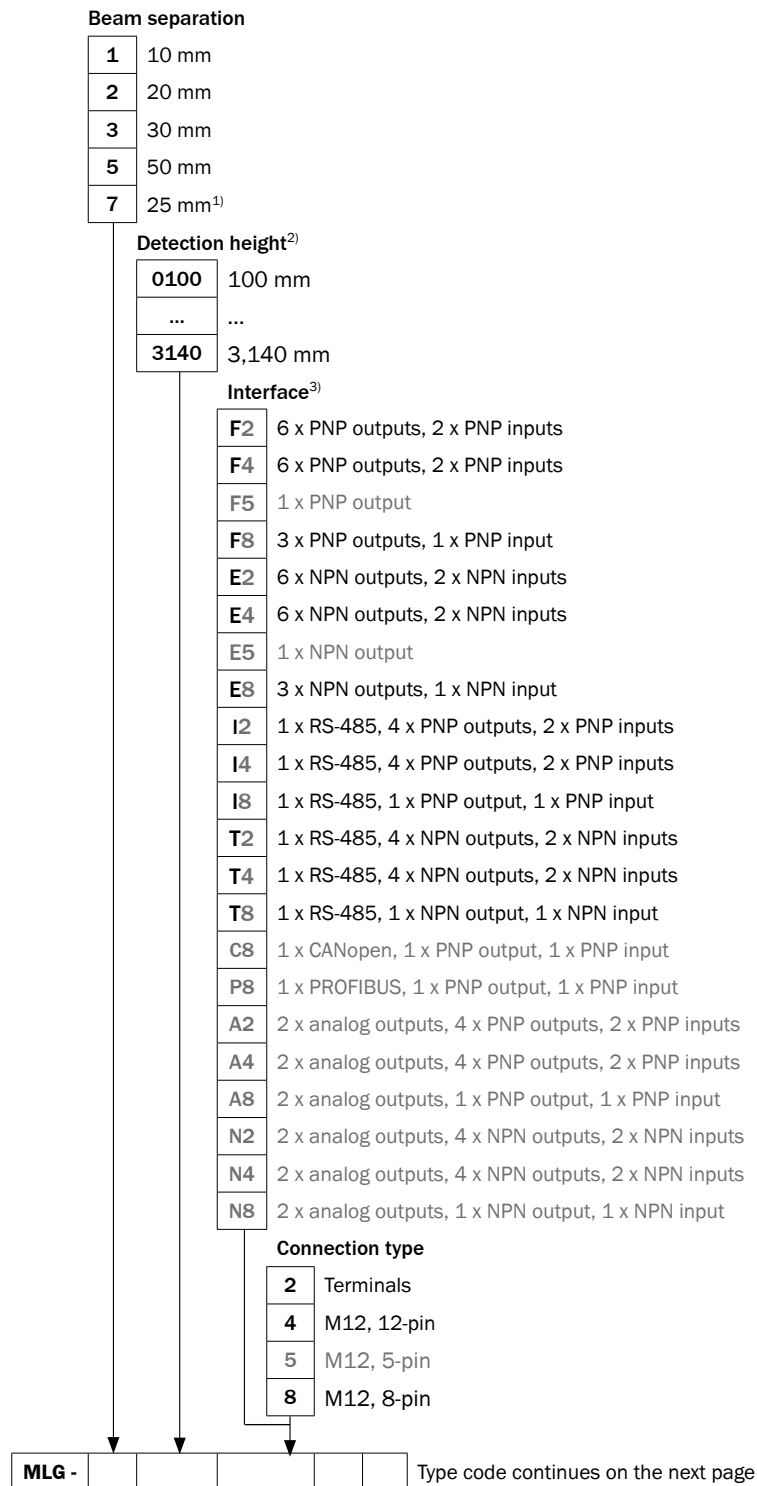 Beam separation
1 10 mm
2 20 mm
3 30 mm
5 50 mm
7 25 mm1)
Detection height2)
0100 100 mm
... ...
3140 3,140 mm
Interface3)
F2 6 x PNP outputs, 2 x PNP inputs
F4 6 x PNP outputs, 2 x PNP inputs
F5 1 x PNP output
F8 3 x PNP outputs, 1 x PNP input
E2 6 x NPN outputs, 2 x NPN inputs
E4 6 x NPN outputs, 2 x NPN inputs
E5 1 x NPN output
E8 3 x NPN outputs, 1 x NPN input
I2 1 x RS-485, 4 x PNP outputs, 2 x PNP inputs
I4 1 x RS-485, 4 x PNP outputs, 2 x PNP inputs
I8 1 x RS-485, 1 x PNP output, 1 x PNP input
T2 1 x RS-485, 4 x NPN outputs, 2 x NPN inputs
T4 1 x RS-485, 4 x NPN outputs, 2 x NPN inputs
T8 1 x RS-485, 1 x NPN output, 1 x NPN input
C8 1 x CANopen, 1 x PNP output, 1 x PNP input
P8 1 x PROFIBUS, 1 x PNP output, 1 x PNP input
A2 2 x analog outputs, 4 x PNP outputs, 2 x PNP inputs
A4 2 x analog outputs, 4 x PNP outputs, 2 x PNP inputs
A8 2 x analog outputs, 1 x PNP output, 1 x PNP input
N2 2 x analog outputs, 4 x NPN outputs, 2 x NPN inputs
N4 2 x analog outputs, 4 x NPN outputs, 2 x NPN inputs
N8 2 x analog outputs, 1 x NPN output, 1 x NPN input
Connection type
2 Terminals
4 M12, 12-pin
5 M12, 5-pin
8 M12, 8-pin
MLG - Type code continues on the next page